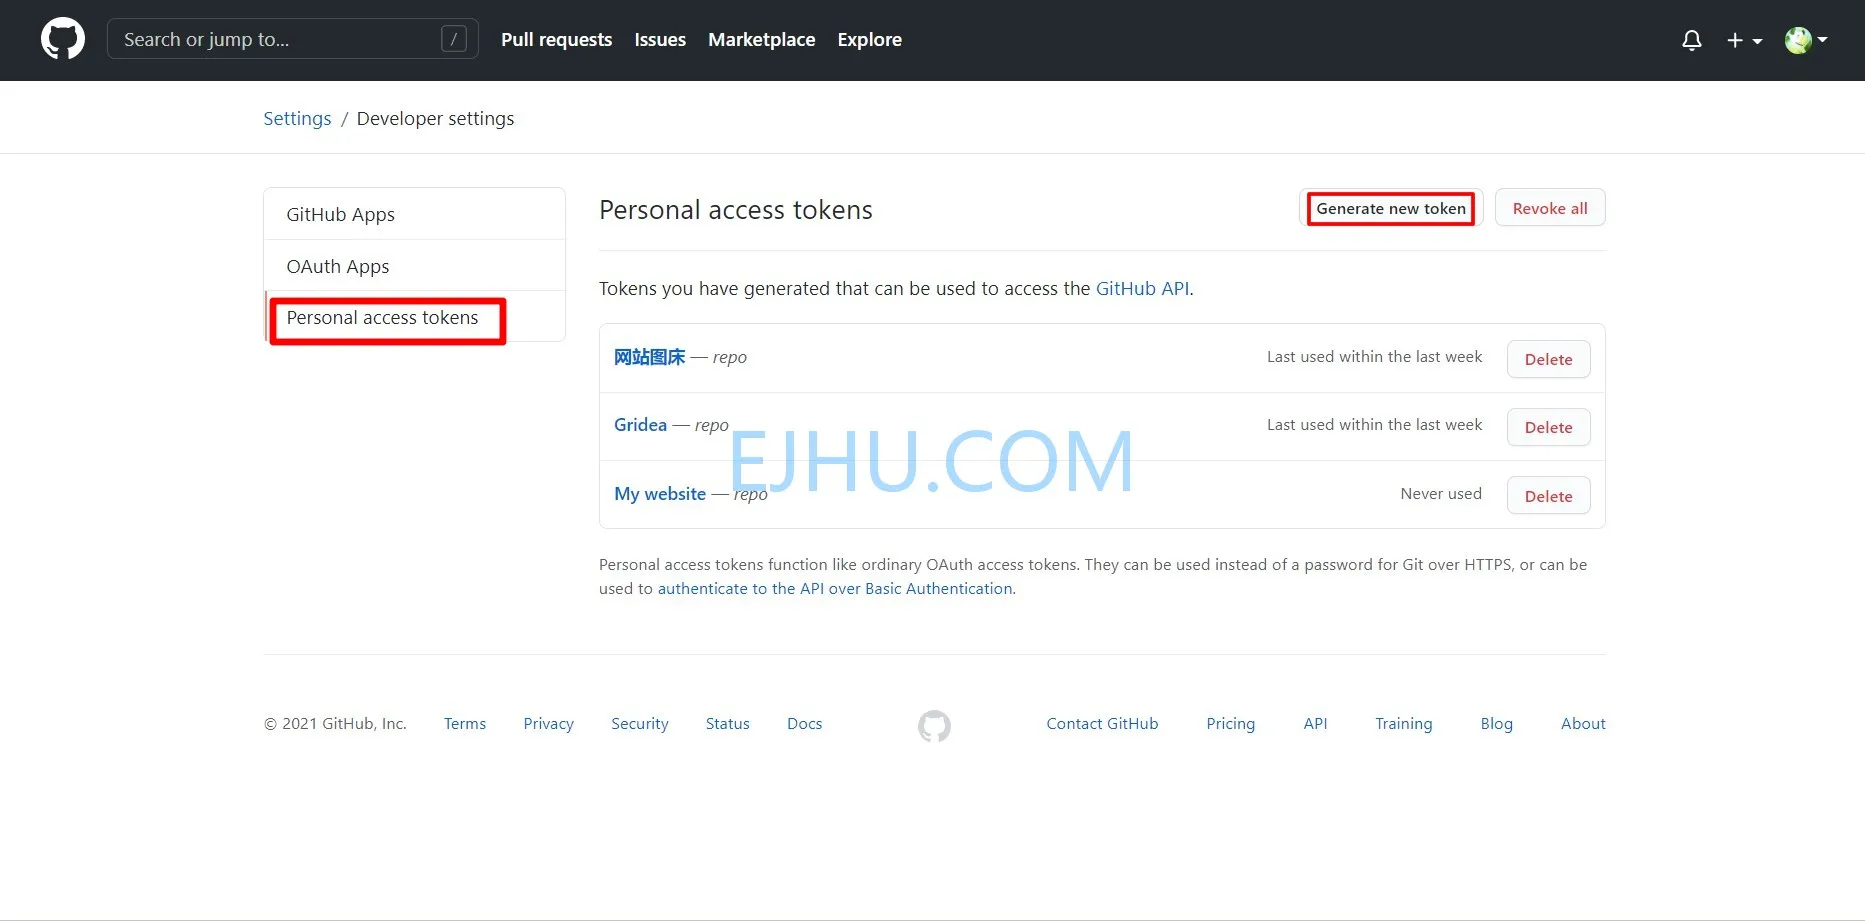 Search or jump to... /
Pull requests Issues Marketplace Explore
Settings / Developer settings
GitHub Apps
OAuth Apps
Personal access tokens
Personal access tokens
Generate new token Revoke all
Tokens you have generated that can be used to access the GitHub API.
网站图床 — repo Last used within the last week Delete
Gridea — repo Last used within the last week Delete
EJHU.COM
My website — repo Never used Delete
Personal access tokens function like ordinary OAuth access tokens. They can be used instead of a password for Git over HTTPS, or can be
used to authenticate to the API over Basic Authentication.
© 2021 GitHub, Inc. Terms Privacy Security Status Docs Contact GitHub Pricing API Training Blog About